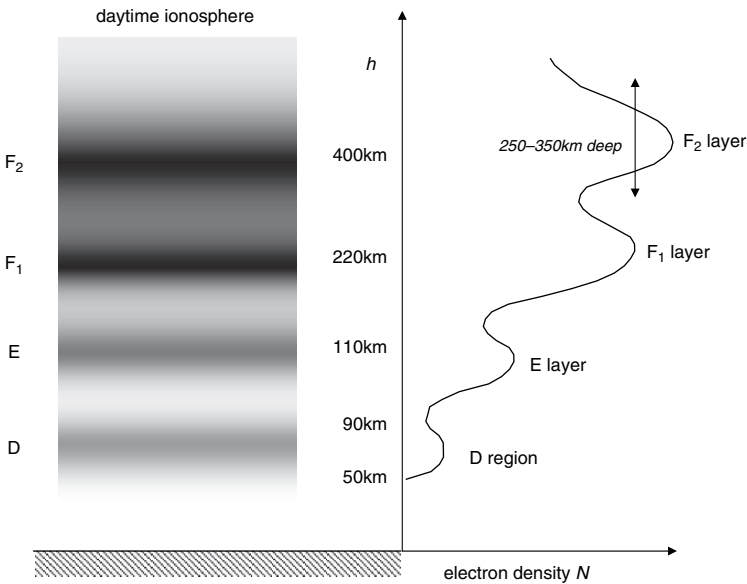 daytime ionosphere
h
F2
400km
250–350km deep
F2 layer
F1
220km
F1 layer
E
110km
E layer
90km
D
D region
50km
electron density N